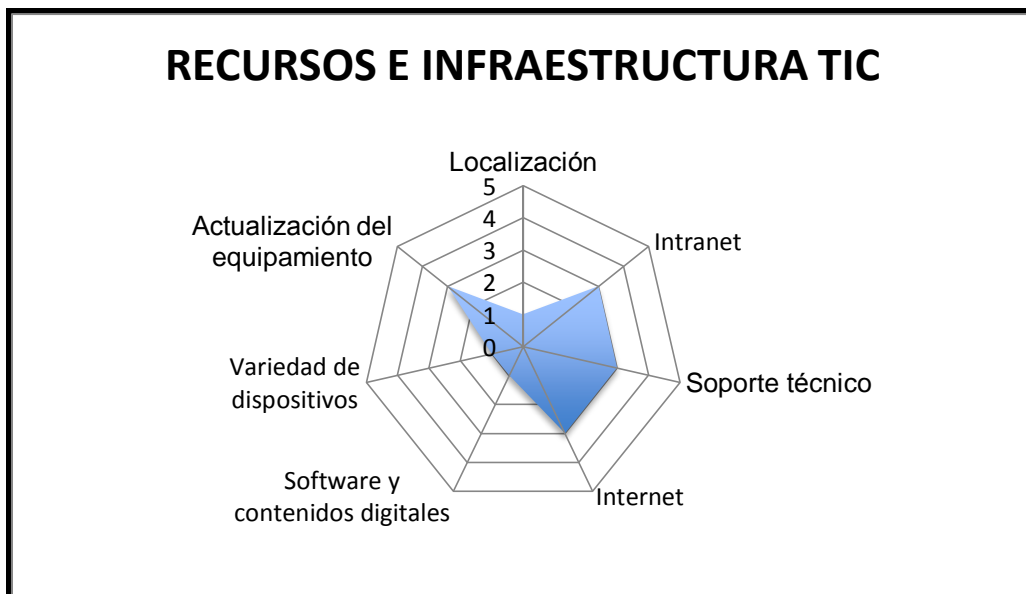 RECURSOS E INFRAESTRUCTURA TIC
Localización
5
4
3
2
1
0
Intranet
Soporte técnico
Internet
Software y
contenidos digitales
Variedad de
dispositivos
Actualización del
equipamiento